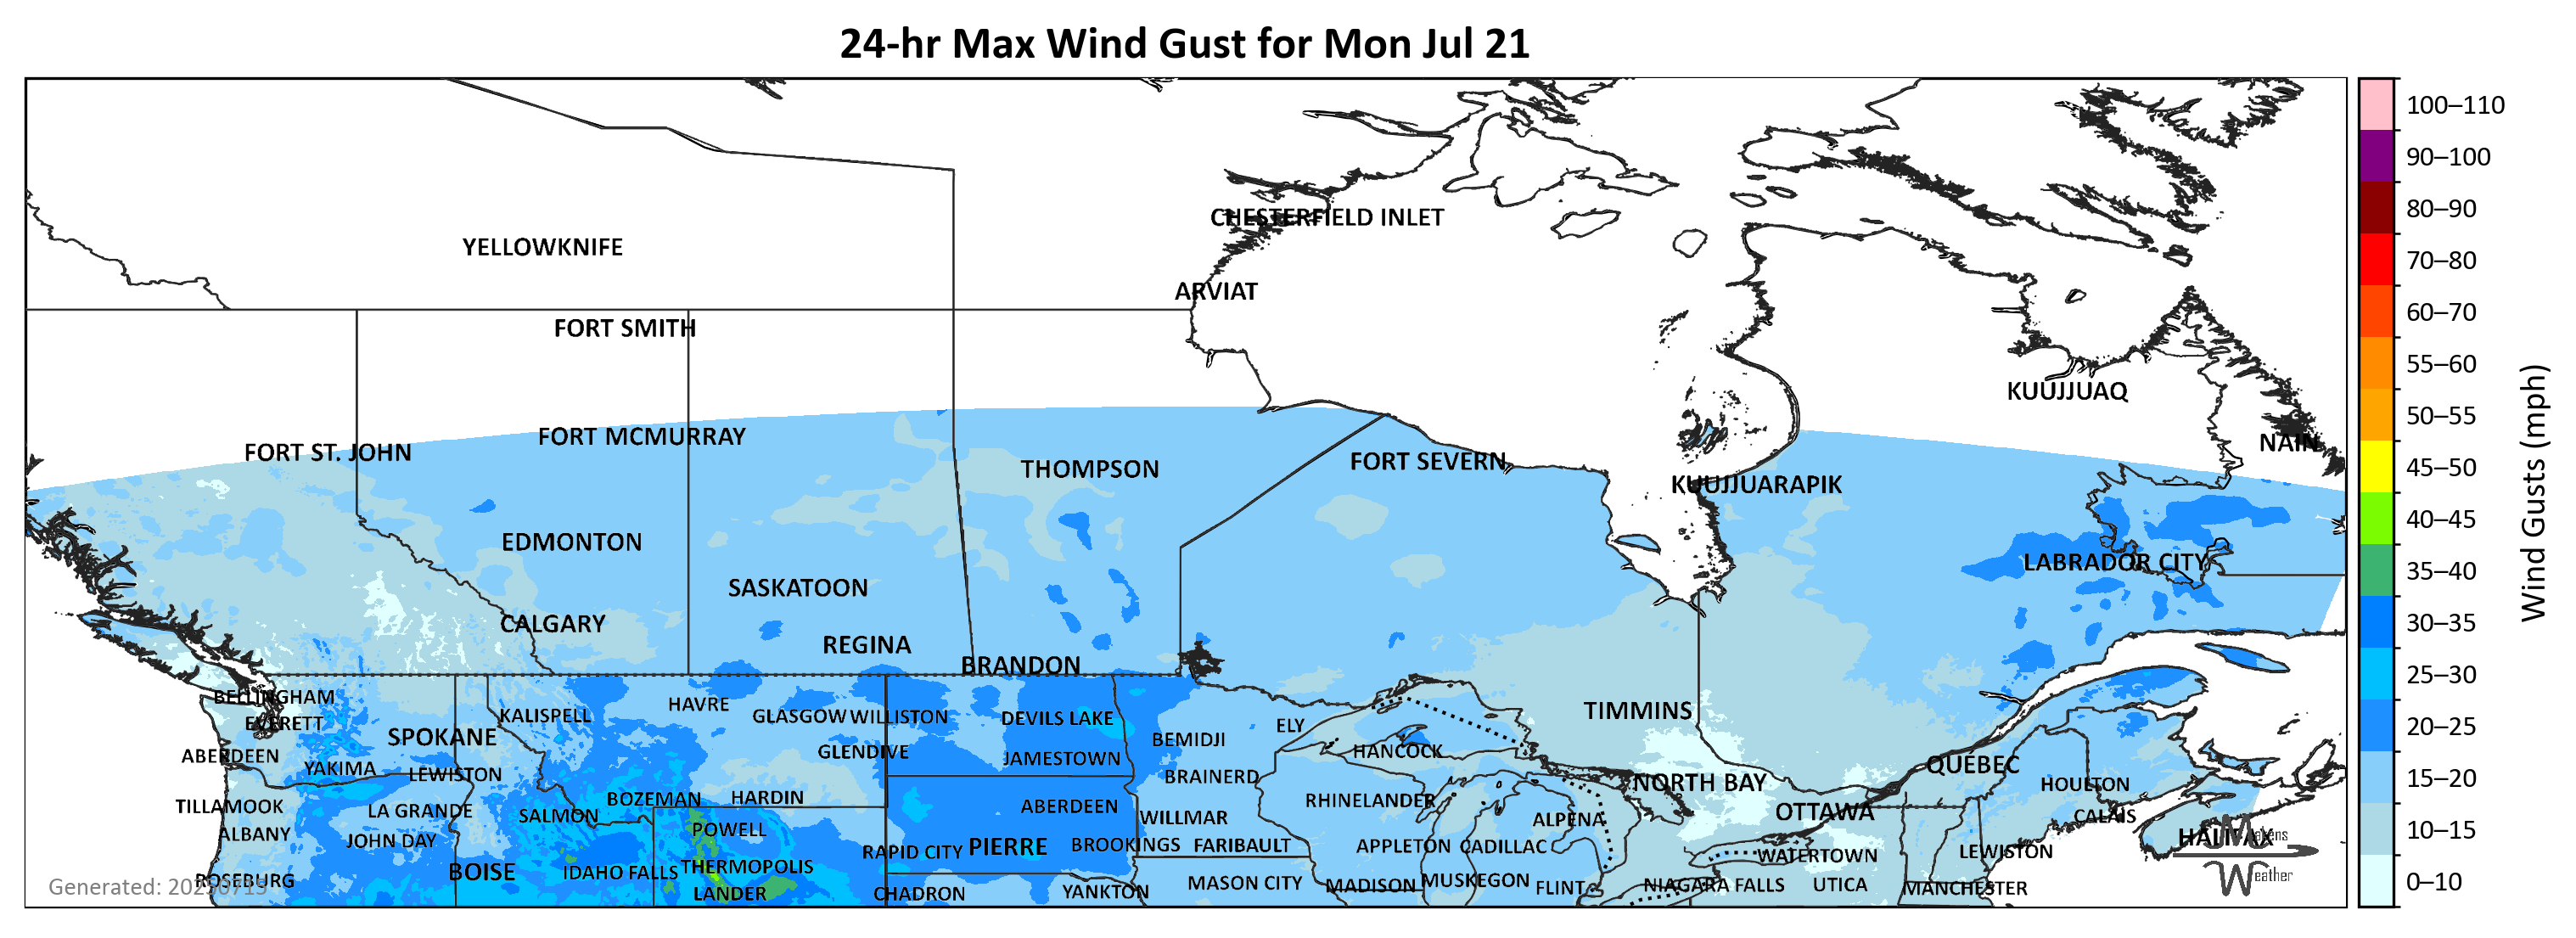 24-hr Max Wind Gust for Mon Jul 21
100–110
90–100
80–90
70–80
60–70
55–60
50–55
45–50
40–45
35–40
30–35
25–30
20–25
15–20
10–15
0–10
Wind Gusts (mph)
CHESTERFIELD INLET
YELLOWKNIFE
ARVIAT
FORT SMITH
KUUJJUAQ
FORT MCMURRAY
NAIN
FORT ST. JOHN
FORT SEVERN
THOMPSON
KUUJJUARAPIK
EDMONTON
LABRADOR CITY
SASKATOON
CALGARY
REGINA
BRANDON
BELLINGHAM
HAVRE
TIMMINS
KALISPELL
GLASGOW
WILLISTON
DEVILS LAKE
EVERETT
ELY
SPOKANE
BEMIDJI
HANCOCK
GLENDIVE
ABERDEEN
JAMESTOWN
QUEBEC
YAKIMA
LEWISTON
BRAINERD
NORTH BAY
HOULTON
BOZEMAN
HARDIN
RHINELANDER
TILLAMOOK
LA GRANDE
ABERDEEN
OTTAWA
SALMON
WILLMAR
CALAIS
ALPENA
POWELL
ALBANY
HALIFAX
Makens
JOHN DAY
BROOKINGS
FARIBAULT
APPLETON
CADILLAC
PIERRE
RAPID CITY
LEWISTON
WATERTOWN
THERMOPOLIS
BOISE
IDAHO FALLS
Weather
ROSEBURG
MUSKEGON
MASON CITY
MADISON
NIAGARA FALLS
UTICA
FLINT
MANCHESTER
YANKTON
LANDER
CHADRON